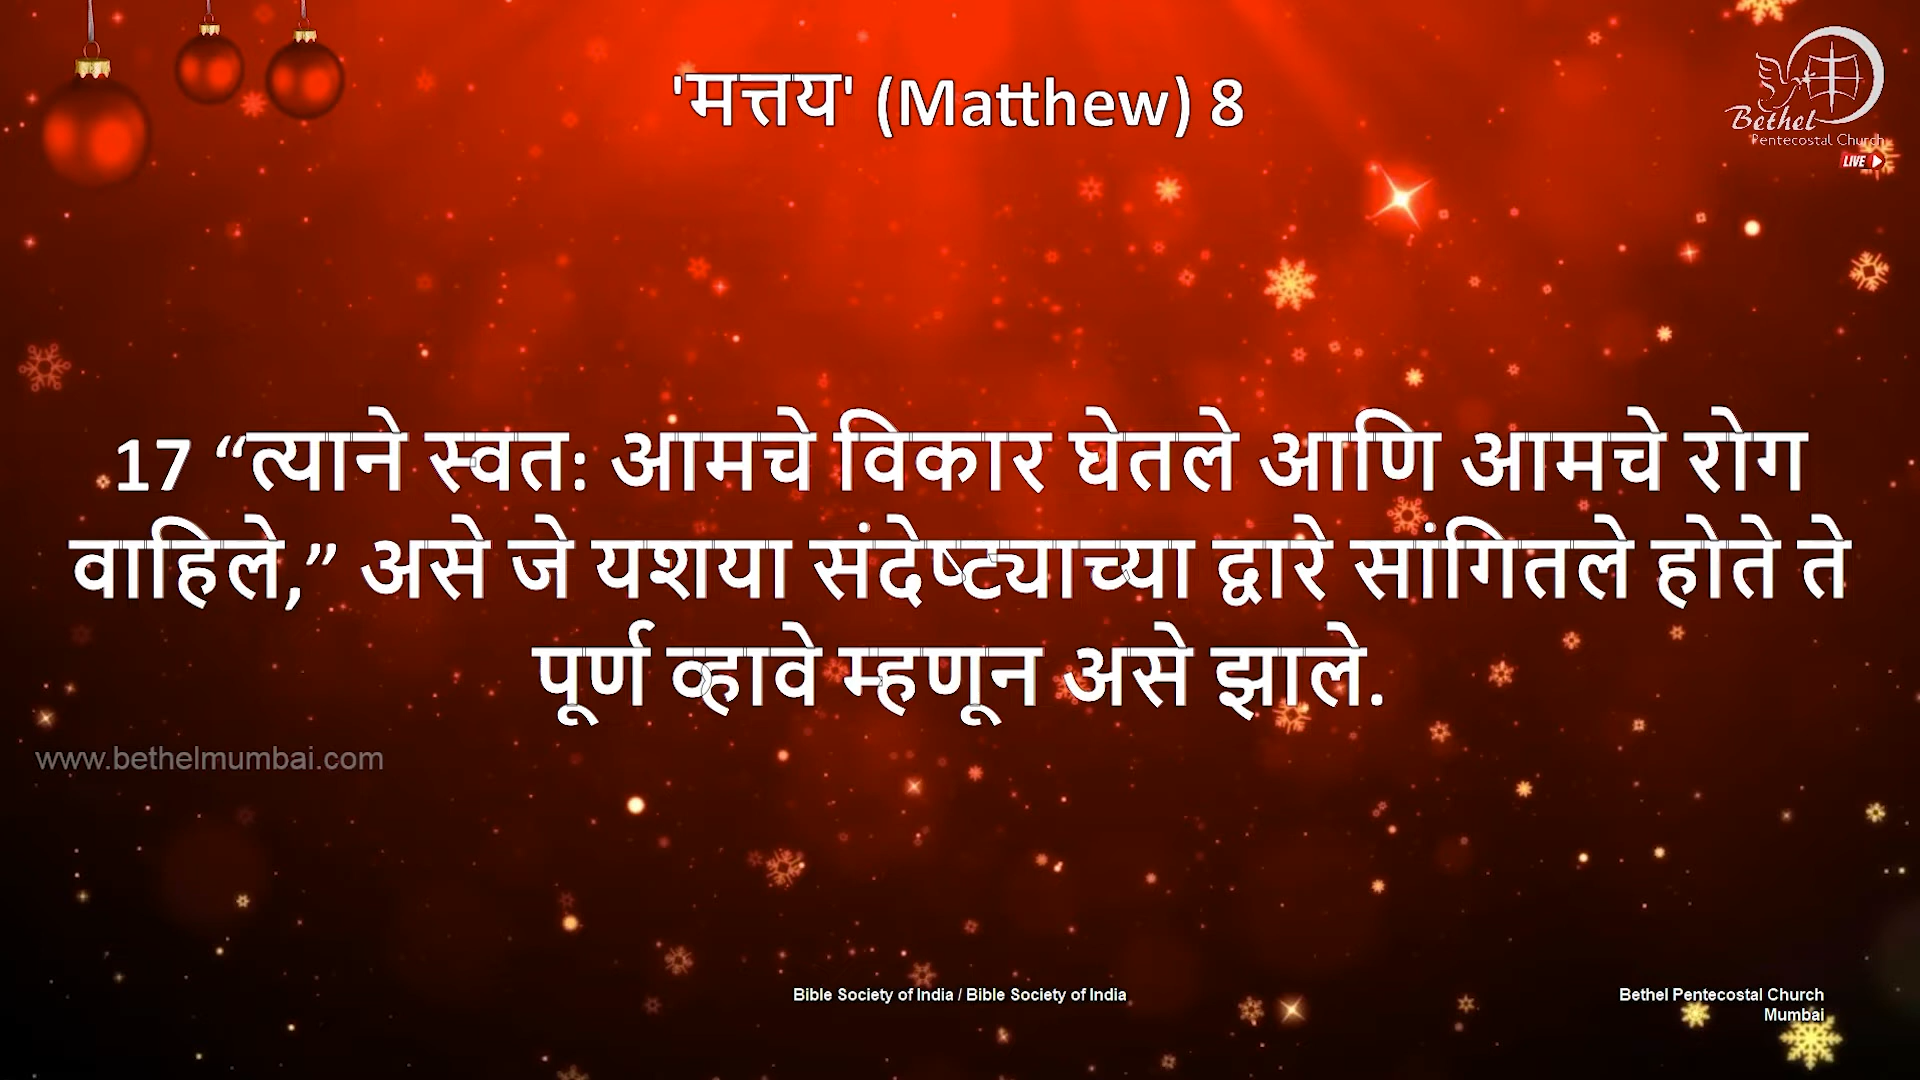 'मत्तय' (Matthew) 8
Bethel
Pentecostal Church
LIVE
17 “त्याने स्वत: आमचे विकार घेतले आणि आमचे रोग
वाहिले,” असे जे यशया संदेष्ट्याच्या द्वारे सांगितले होते ते
पूर्ण व्हावे म्हणून असे झाले.
www.bethelmumbai.com
Bible Society of India / Bible Society of India
Bethel Pentecostal Church
Mumbai